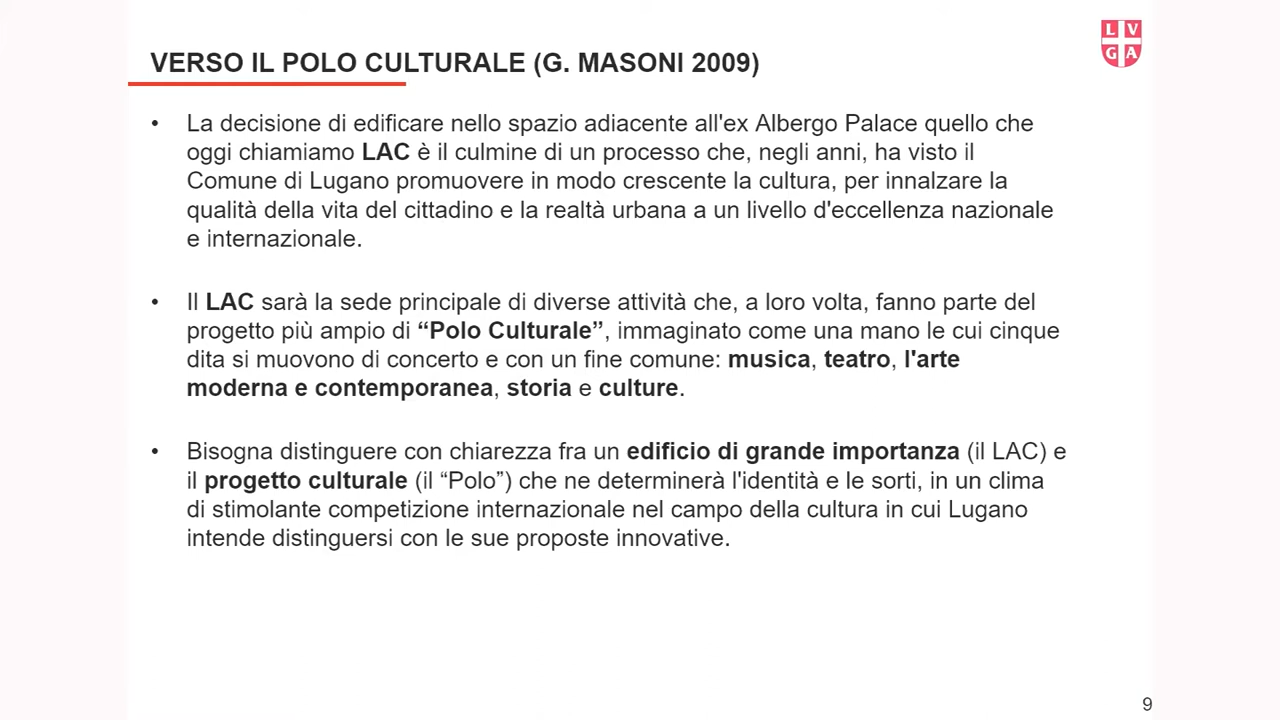 VERSO IL POLO CULTURALE (G. MASONI 2009)
L V
G A
• La decisione di edificare nello spazio adiacente all'ex Albergo Palace quello che
oggi chiamiamo LAC è il culmine di un processo che, negli anni, ha visto il
Comune di Lugano promuovere in modo crescente la cultura, per innalzare la
qualità della vita del cittadino e la realtà urbana a un livello d'eccellenza nazionale
e internazionale.
• Il LAC sarà la sede principale di diverse attività che, a loro volta, fanno parte del
progetto più ampio di “Polo Culturale”, immaginato come una mano le cui cinque
dita si muovono di concerto e con un fine comune: musica, teatro, l'arte
moderna e contemporanea, storia e culture.
• Bisogna distinguere con chiarezza fra un edificio di grande importanza (il LAC) e
il progetto culturale (il “Polo”) che ne determinerà l'identità e le sorti, in un clima
di stimolante competizione internazionale nel campo della cultura in cui Lugano
intende distinguersi con le sue proposte innovative.
9